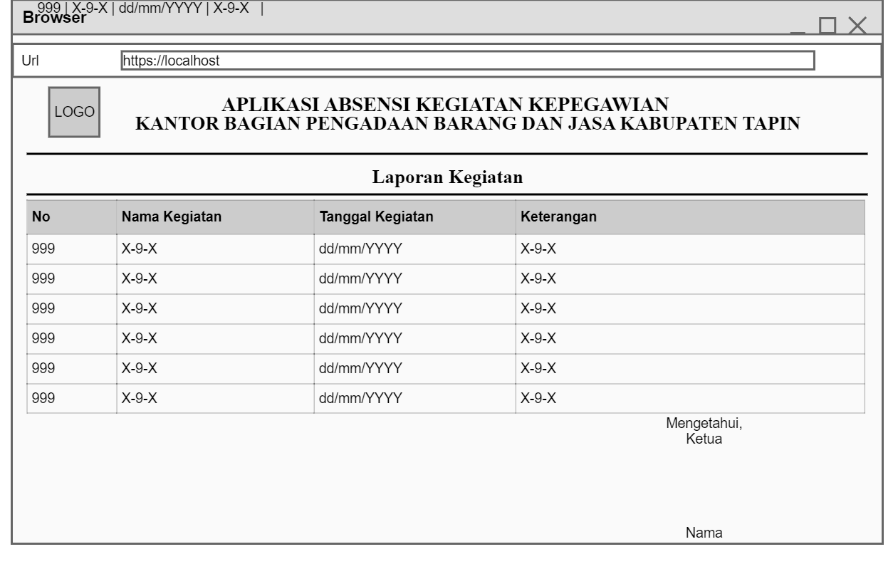 999 | X-9-X | dd/mm/YYYY | X-9-X |
Browser
Url https://localhost
LOGO
APLIKASI ABSENSI KEGIATAN KEPEGAWIAN
KANTOR BAGIAN PENGADAAN BARANG DAN JASA KABUPATEN TAPIN
Laporan Kegiatan
No Nama Kegiatan Tanggal Kegiatan Keterangan
999 X-9-X dd/mm/YYYY X-9-X
999 X-9-X dd/mm/YYYY X-9-X
999 X-9-X dd/mm/YYYY X-9-X
999 X-9-X dd/mm/YYYY X-9-X
999 X-9-X dd/mm/YYYY X-9-X
999 X-9-X dd/mm/YYYY X-9-X
Mengetahui,
Ketua
Nama